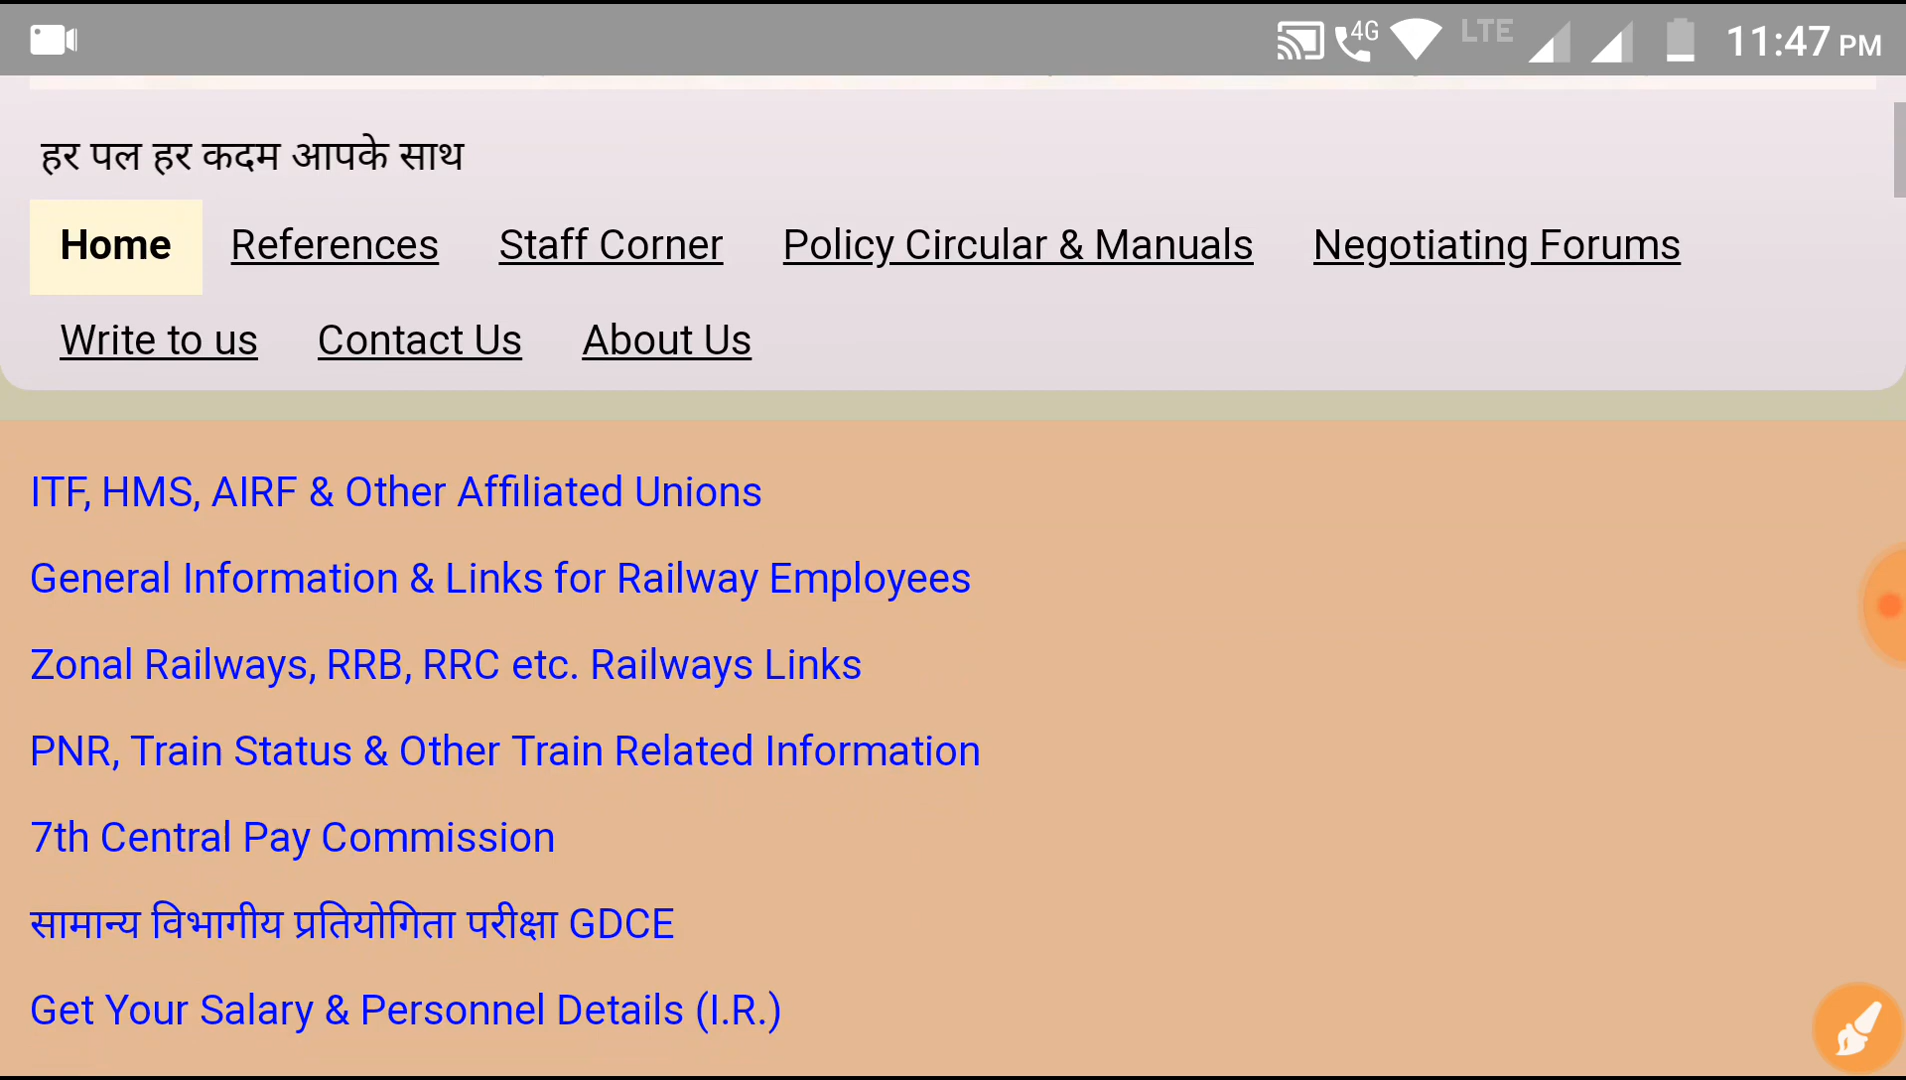 4G LTE 11:47 PM
हर पल हर कदम आपके साथ
Home References Staff Corner Policy Circular & Manuals Negotiating Forums
Write to us Contact Us About Us
ITF, HMS, AIRF & Other Affiliated Unions
General Information & Links for Railway Employees
Zonal Railways, RRB, RRC etc. Railways Links
PNR, Train Status & Other Train Related Information
7th Central Pay Commission
सामान्य विभागीय प्रतियोगिता परीक्षा GDCE
Get Your Salary & Personnel Details (I.R.)